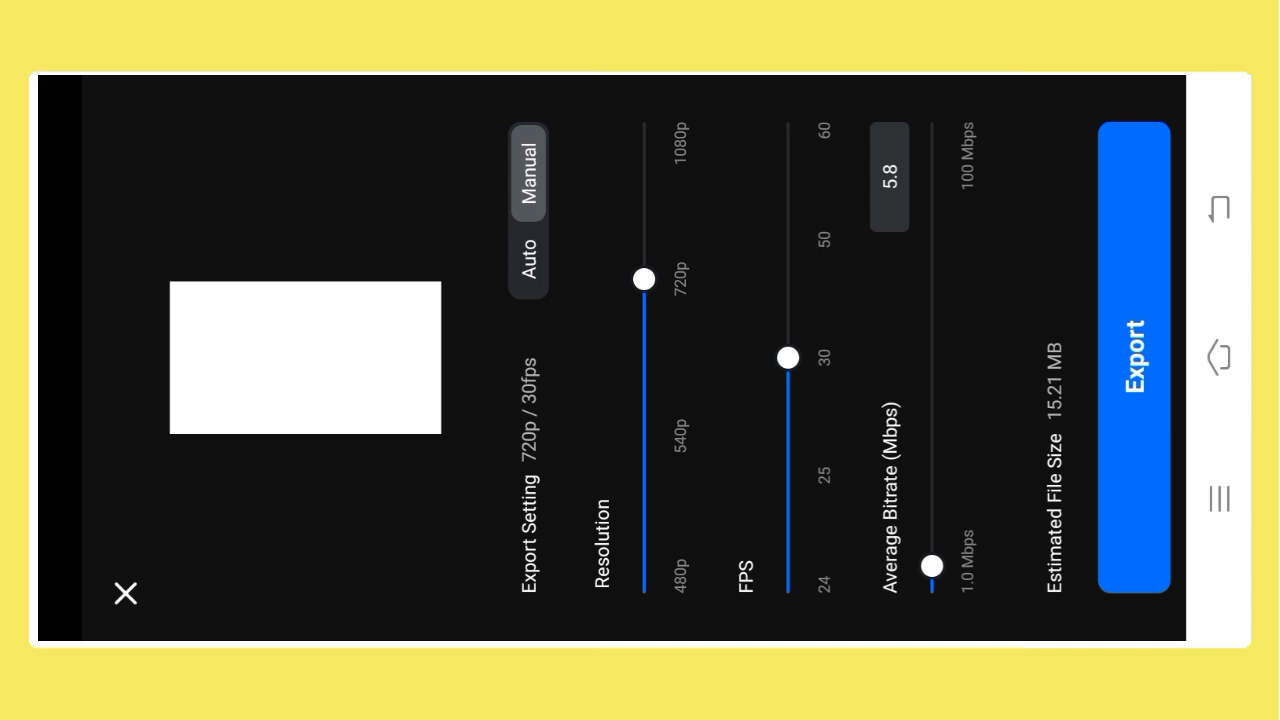 Export Setting 720p / 30fps Auto Manual
Resolution
480p 540p 720p 1080p
FPS
24 25 30 50 60
Average Bitrate (Mbps) 5.8
1.0 Mbps 100 Mbps
Estimated File Size 15.21 MB
Export